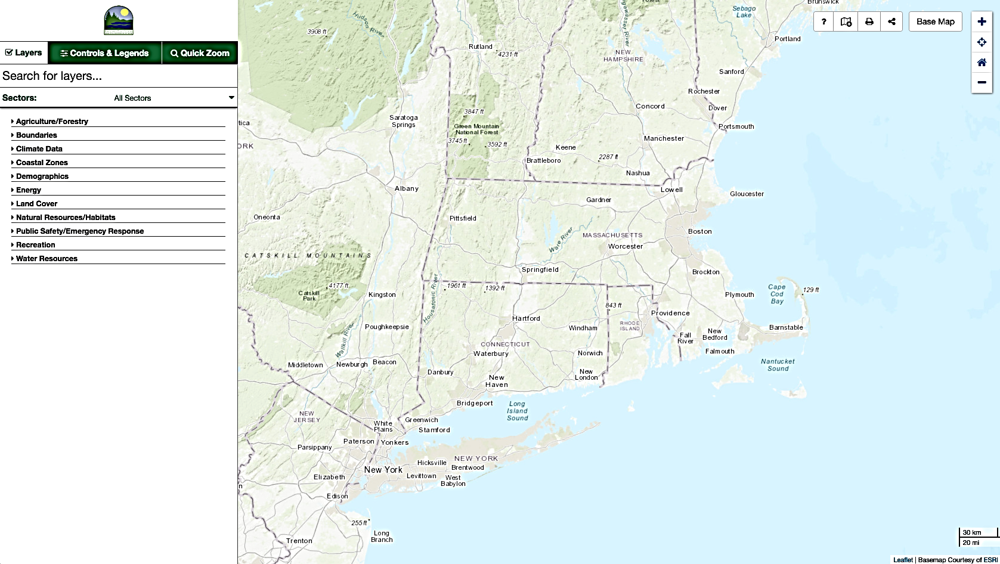 Layers
Controls & Legends
Quick Zoom
Search for layers...
Sectors:
All Sectors
Agriculture/Forestry
Boundaries
Climate Data
Coastal Zones
Demographics
Energy
Land Cover
Natural Resources/Habitats
Public Safety/Emergency Response
Recreation
Water Resources
?
Base Map
Brunswick
Sebago
Lake
Hudson River
3908 ft
Portland
Rutland
4231 ft
NEW
HAMPSHIRE
Sanford
Rochester
Concord
Dover
3847 ft
Saratoga
Springs
tica
Green Mountain
National Forest
Portsmouth
Manchester
3745 ft
3592 ft
ORK
Keene
2287 ft
Brattleboro
Nashua
Albany
Lowell
Gloucester
Gardner
Oneonta
Pittsfield
Boston
Ware River
MASSACHUSETTS
Worcester
CATSKILL MOUNTAINS
Springfield
Brockton
4177 ft
1961 ft
1392 ft
Cape
Cod
Bay
129 ft
Catskill
Park
Kingston
Housatonic River
Plymouth
843 ft
Providence
Hartford
RHODE
ISLAND
Poughkeepsie
Windham
Barnstable
Fall
River
New
Bedford
Wallkill River
CONNECTICUT
Waterbury
Norwich
Falmouth
Middletown
Newburgh
Beacon
Nantucket
Sound
Danbury
New
London
New
Haven
Bridgeport
Long
Island
Sound
NEW
JERSEY
Greenwich
White
Plains
Stamford
Paterson
Yonkers
Parsippany
NEW YORK
Hicksville
Brentwood
New York
Elizabeth
Levittown
West
Babylon
n
Edison
255 ft
Long
Branch
Trenton
30 km
20 mi
Leaflet | Basemap Courtesy of ESRI